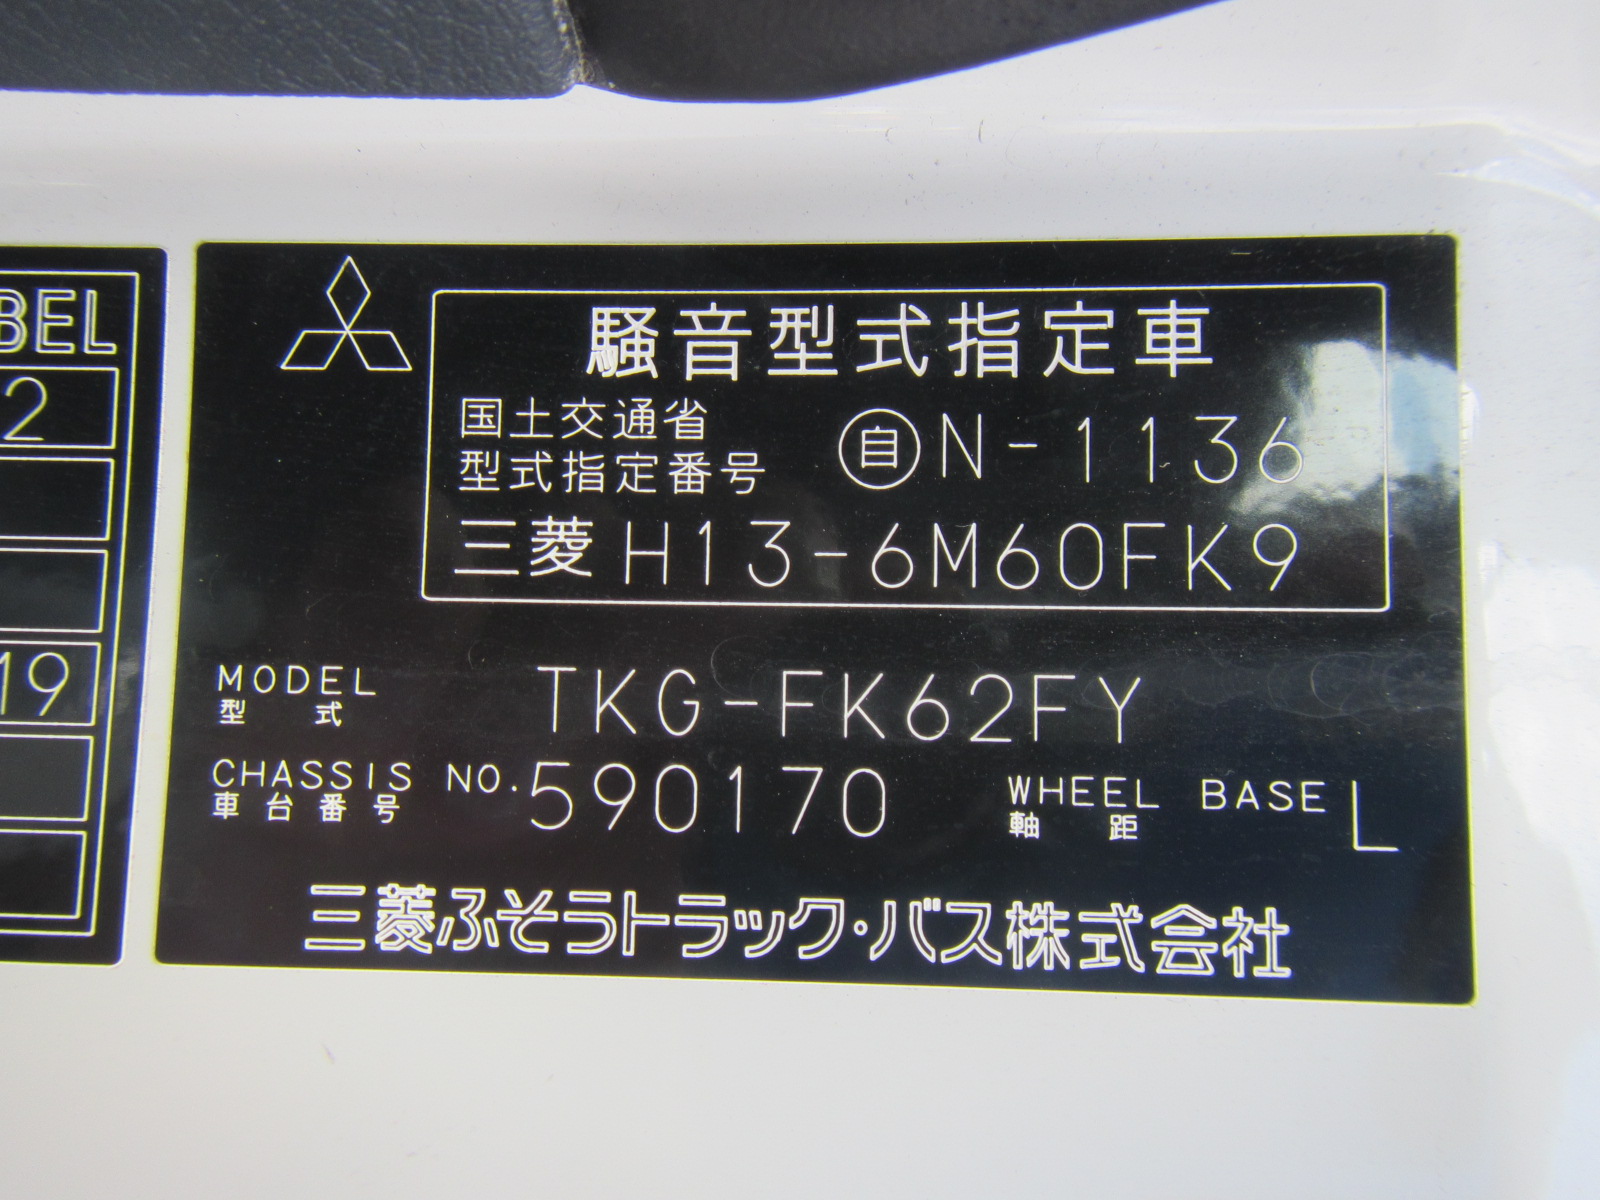 BEL
2
19
騒音型式指定車
国土交通省
型式指定番号 自N-1136
三菱H13-6M60FK9
MODEL TKG-FK62FY
型式
CHASSIS NO.590170 WHEEL BASE L
車台番号 軸距
三菱ふそうトラック・バス株式会社